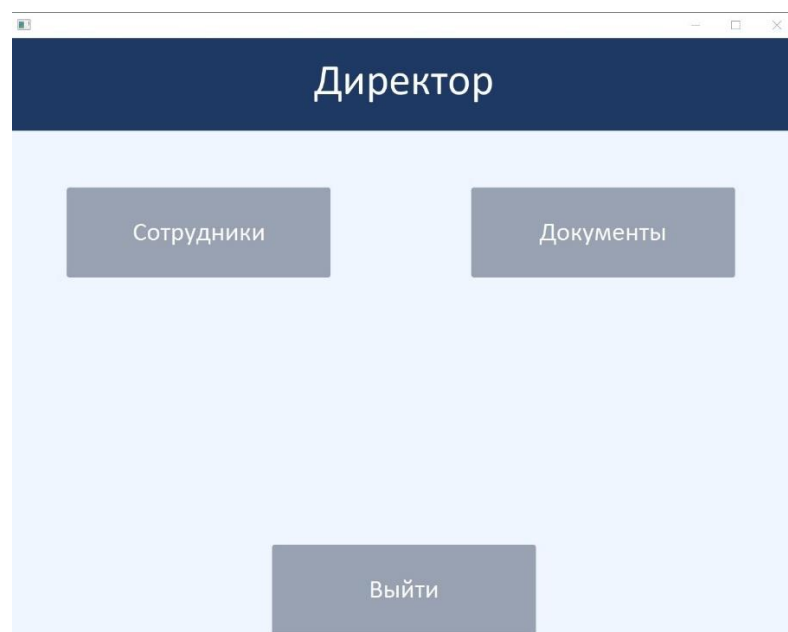 Директор
Сотрудники
Документы
Выйти